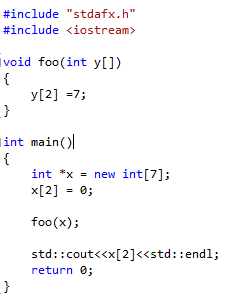 #include "stdafx.h"
#include <iostream>
void foo(int y[])
{
y[2] =7;
}
int main()
{
int *x = new int[7];
x[2] = 0;
foo(x);
std::cout<<x[2]<<std::endl;
return 0;
}